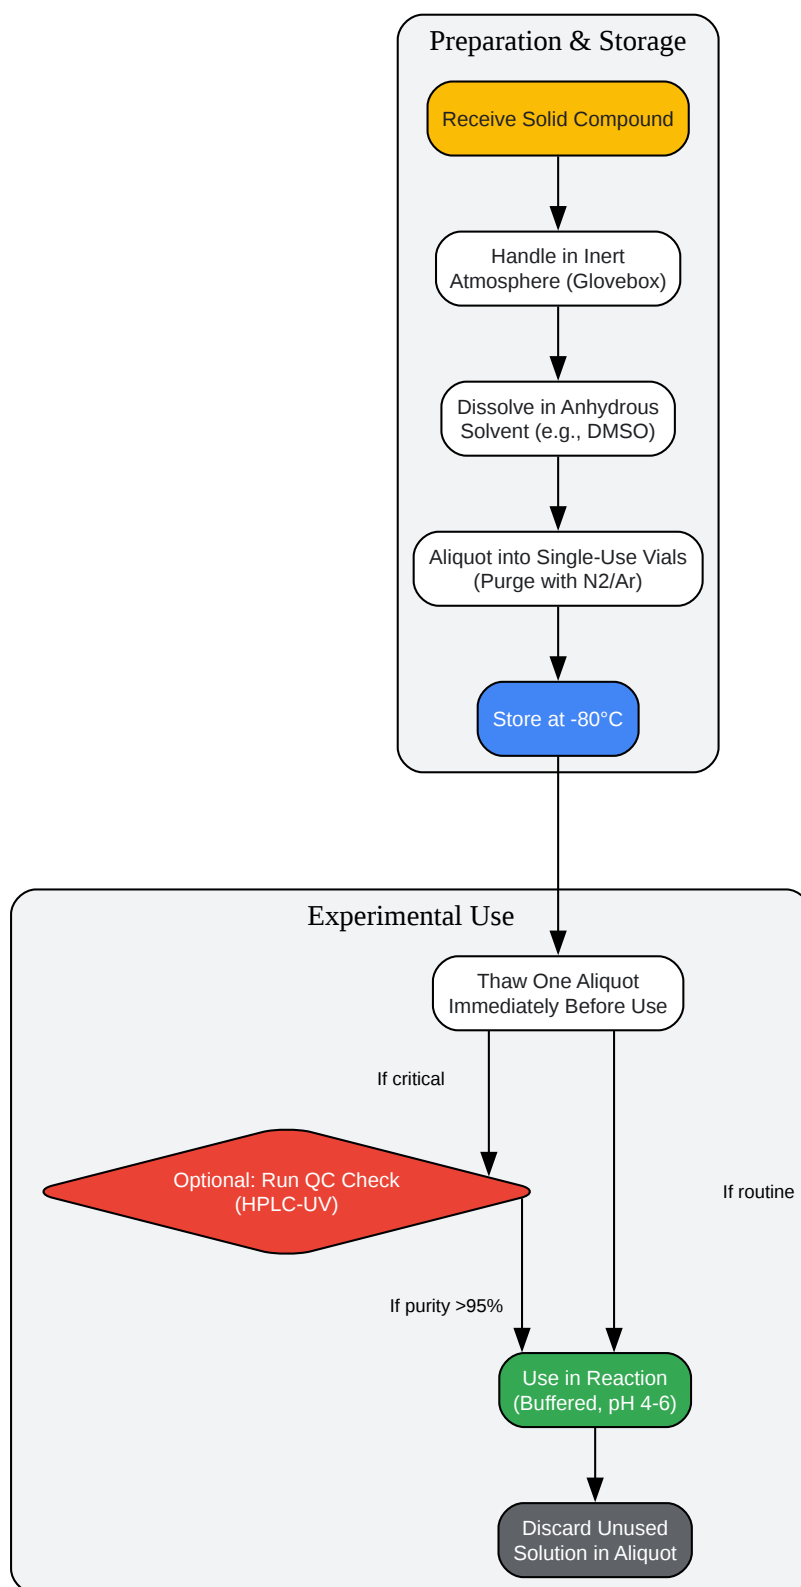 Preparation & Storage
Receive Solid Compound
Handle in Inert
Atmosphere (Glovebox)
Dissolve in Anhydrous
Solvent (e.g., DMSO)
Aliquot into Single-Use Vials
(Purge with N2/Ar)
Store at -80°C
Experimental Use
Thaw One Aliquot
Immediately Before Use
If critical
Optional: Run QC Check
(HPLC-UV)
If routine
If purity >95%
Use in Reaction
(Buffered, pH 4-6)
Discard Unused
Solution in Aliquot